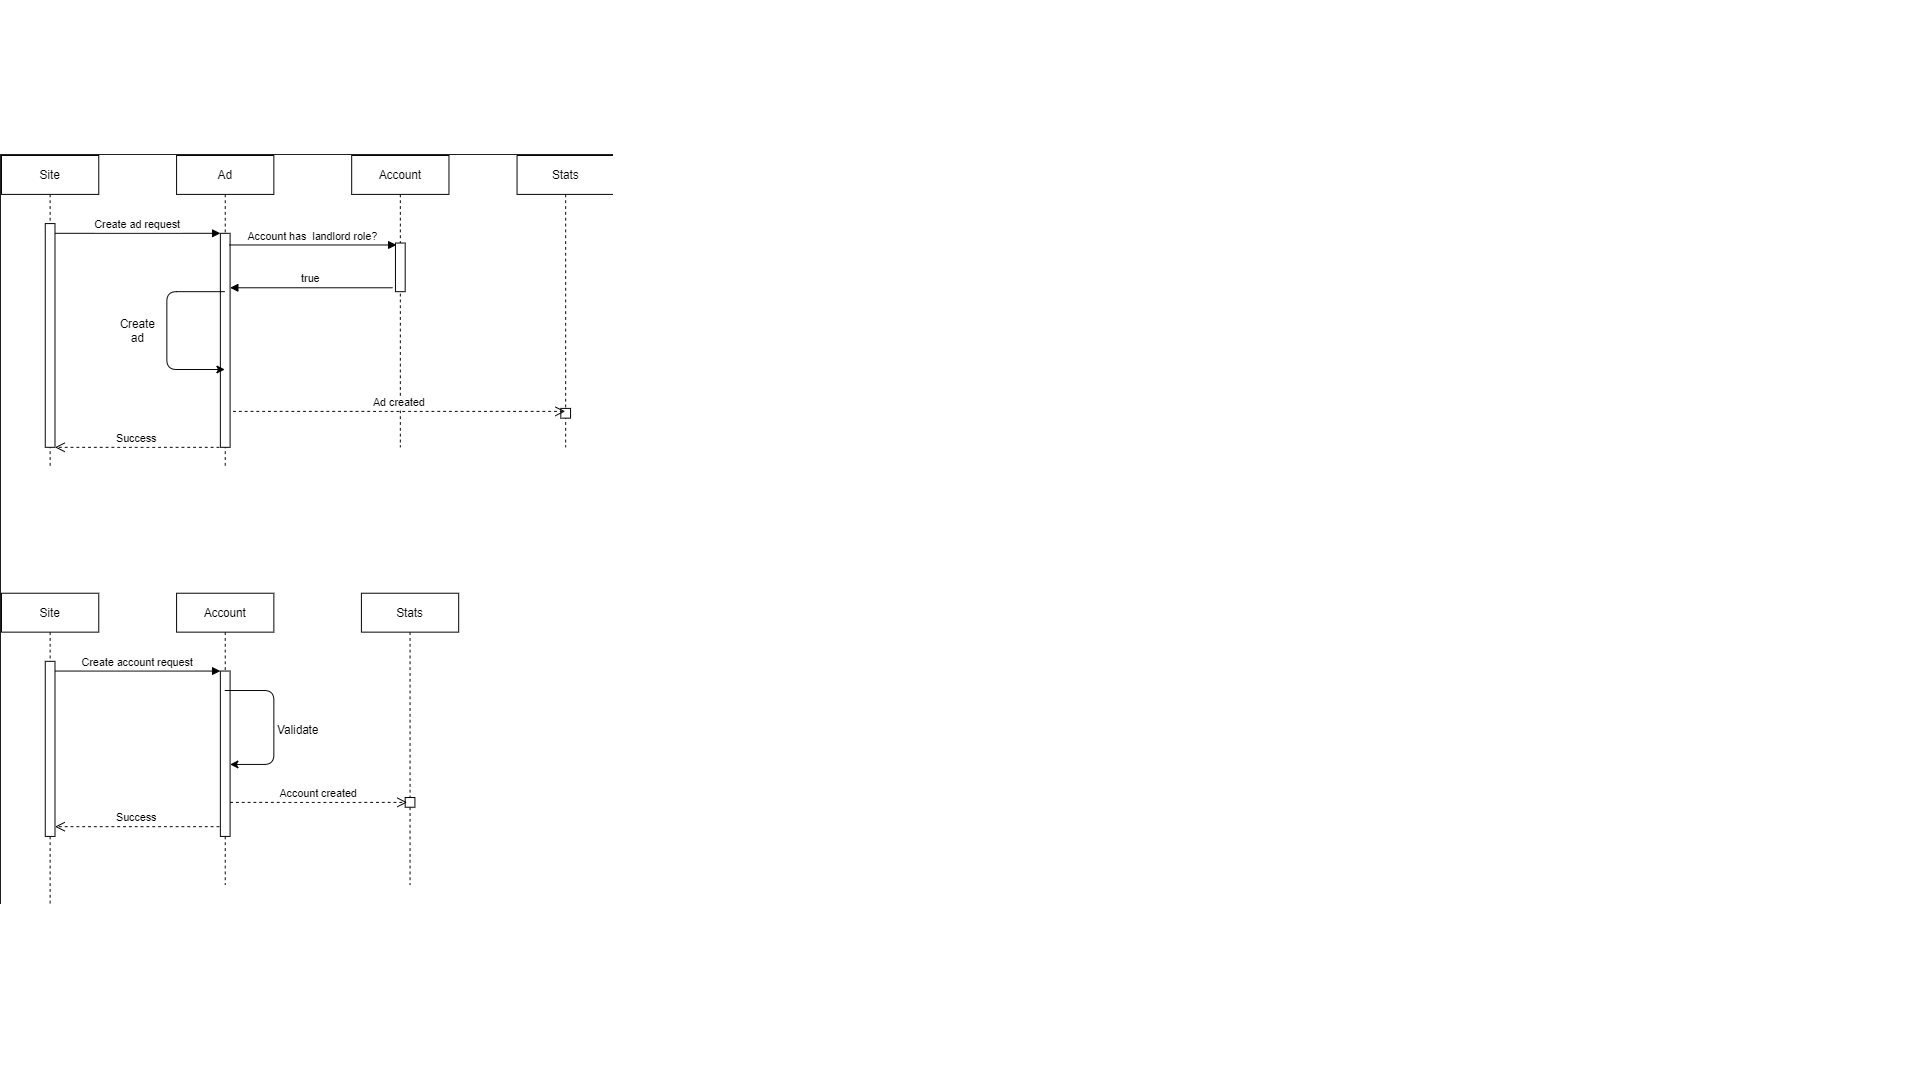 Site
Ad
Account
Stats
Create ad request
Account has  landlord role?
true
Create
ad
Ad created
Success
Site
Account
Stats
Create account request
Validate
Account created
Success